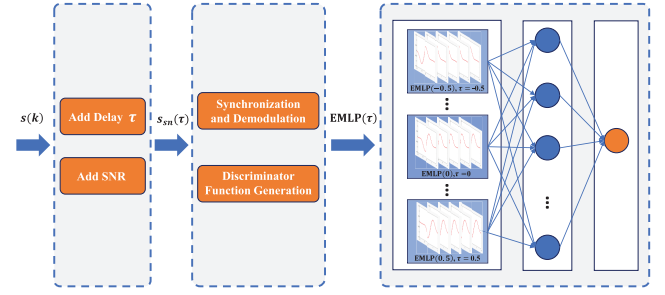 s(k)
Add Delay τ
Add SNR
s_sn(τ)
Synchronization
and Demodulation
Discriminator
Function Generation
EMLP(τ)
EMLP(−0.5), τ = -0.5
EMLP(0), τ =0
EMLP(0.5), τ = 0.5